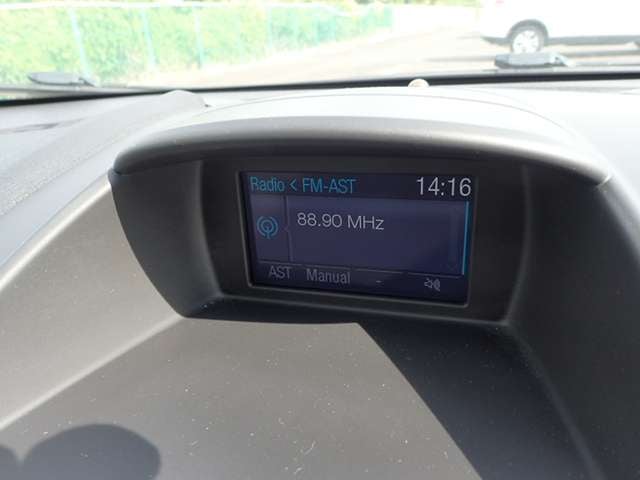 Radio < FM-AST 14:16
88.90 MHz
AST Manual -